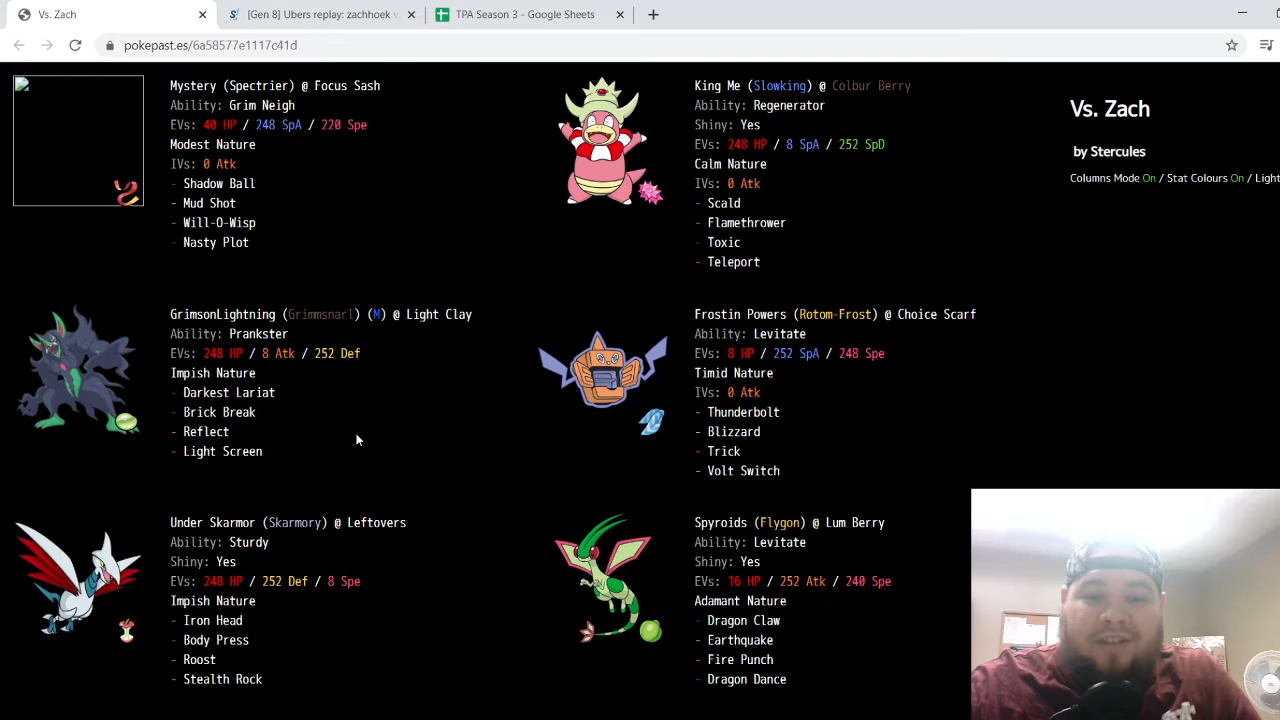 Vs. Zach
[Gen 8] Ubers replay: zachhoek v
TPA Season 3 - Google Sheets
pokepast.es/6a58577e1117c41d
Mystery (Spectrier) @ Focus Sash
Ability: Grim Neigh
EVs: 40 HP / 248 SpA / 220 Spe
Modest Nature
IVs: 0 Atk
- Shadow Ball
- Mud Shot
- Will-O-Wisp
- Nasty Plot
King Me (Slowking) @ Colbur Berry
Ability: Regenerator
Shiny: Yes
EVs: 248 HP / 8 SpA / 252 SpD
Calm Nature
IVs: 0 Atk
- Scald
- Flamethrower
- Toxic
- Teleport
Vs. Zach
by Stercules
Columns Mode On / Stat Colours On / Light
GrimsonLightning (Grimmsnarl) (M) @ Light Clay
Ability: Prankster
EVs: 248 HP / 8 Atk / 252 Def
Impish Nature
- Darkest Lariat
- Brick Break
- Reflect
- Light Screen
Frostin Powers (Rotom-Frost) @ Choice Scarf
Ability: Levitate
EVs: 8 HP / 252 SpA / 248 Spe
Timid Nature
IVs: 0 Atk
- Thunderbolt
- Blizzard
- Trick
- Volt Switch
Under Skarmor (Skarmory) @ Leftovers
Ability: Sturdy
Shiny: Yes
EVs: 248 HP / 252 Def / 8 Spe
Impish Nature
- Iron Head
- Body Press
- Roost
- Stealth Rock
Spyroids (Flygon) @ Lum Berry
Ability: Levitate
Shiny: Yes
EVs: 16 HP / 252 Atk / 240 Spe
Adamant Nature
- Dragon Claw
- Earthquake
- Fire Punch
- Dragon Dance